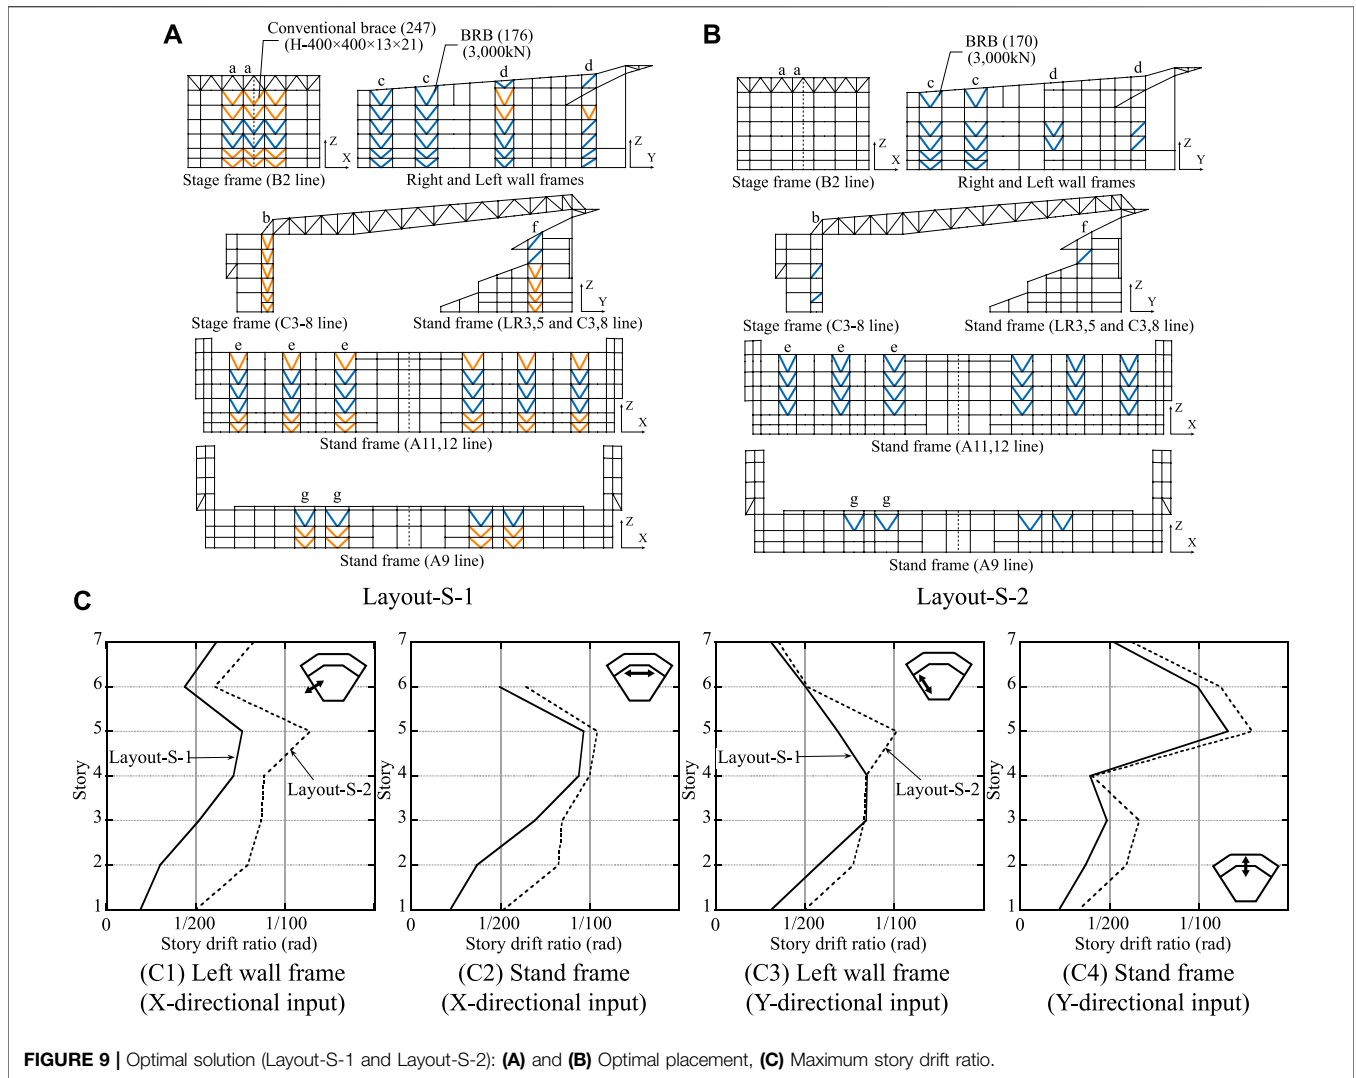 A
Conventional brace (247)
(H-400×400×13×21)
BRB (176)
(3,000kN)
a a
c c d d
Z
X
Z
Y
Stage frame (B2 line)
Right and Left wall frames
b
f
Z
Y
Stage frame (C3-8 line)
Stand frame (LR3,5 and C3,8 line)
e e e
Z
X
Stand frame (A11,12 line)
g g
Z
X
Stand frame (A9 line)
Layout-S-1
B
BRB (170)
(3,000kN)
a a
c c d d
Z
X
Z
Y
Stage frame (B2 line)
Right and Left wall frames
b
f
Z
Y
Stage frame (C3-8 line)
Stand frame (LR3,5 and C3,8 line)
e e e
Z
X
Stand frame (A11,12 line)
g g
Z
X
Stand frame (A9 line)
Layout-S-2
C
7
6
5
4
3
2
1
Story
Layout-S-1
Layout-S-2
0 1/200 1/100
Story drift ratio (rad)
(C1) Left wall frame
(X-directional input)
7
6
5
4
3
2
1
Story
0 1/200 1/100
Story drift ratio (rad)
(C2) Stand frame
(X-directional input)
7
6
5
4
3
2
1
Story
Layout-S-1
Layout-S-2
0 1/200 1/100
Story drift ratio (rad)
(C3) Left wall frame
(Y-directional input)
7
6
5
4
3
2
1
Story
0 1/200 1/100
Story drift ratio (rad)
(C4) Stand frame
(Y-directional input)
FIGURE 9 | Optimal solution (Layout-S-1 and Layout-S-2): (A) and (B) Optimal placement, (C) Maximum story drift ratio.